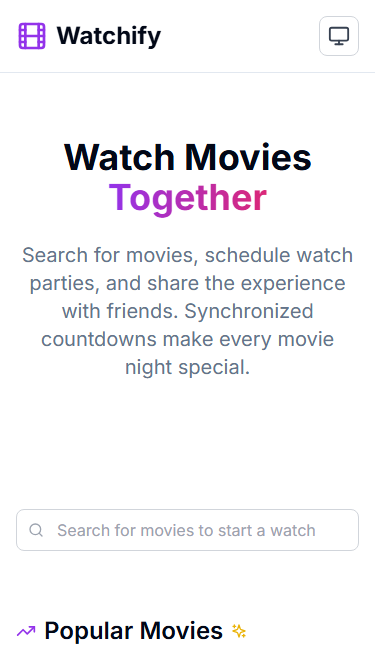 Watchify
Watch Movies
Together
Search for movies, schedule watch
parties, and share the experience
with friends. Synchronized
countdowns make every movie
night special.
Search for movies to start a watch
Popular Movies